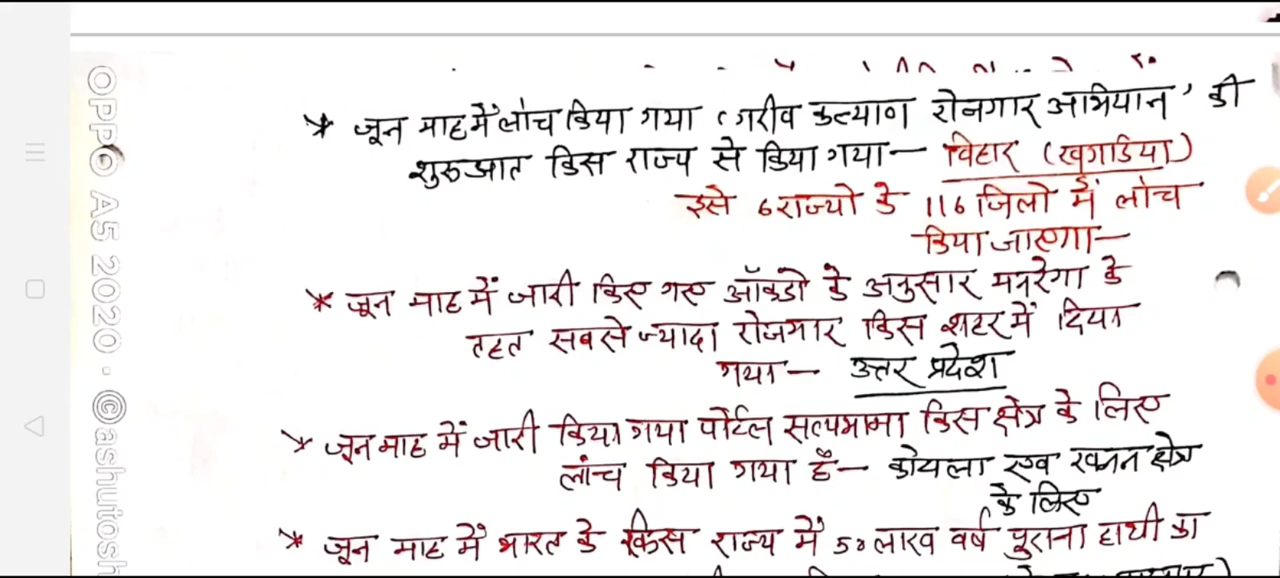 * जून माह में लांच किया गया 'गरीव कल्याण रोजगार अभियान' की
शुरुआत किस राज्य से किया गया— विहार (खगडिया)
इसे 6 राज्यो के 116 जिलों में लांच
किया जाएगा—
* जून माह में जारी किए गए आँकडो के अनुसार मनरेगा के
तहत सबसे ज्यादा रोजगार किस शहर में दिया
गया— उत्तर प्रदेश
* जून माह में जारी किया गया पोर्टल सत्यभामा किस क्षेत्र के लिए
लांच किया गया है— कोयला एव खनन क्षेत्र
के लिए
* जून माह में भारत के किस राज्य में 50 लाख वर्ष पुराना हाथी का
OPPO A5 2020 · @ashutosh